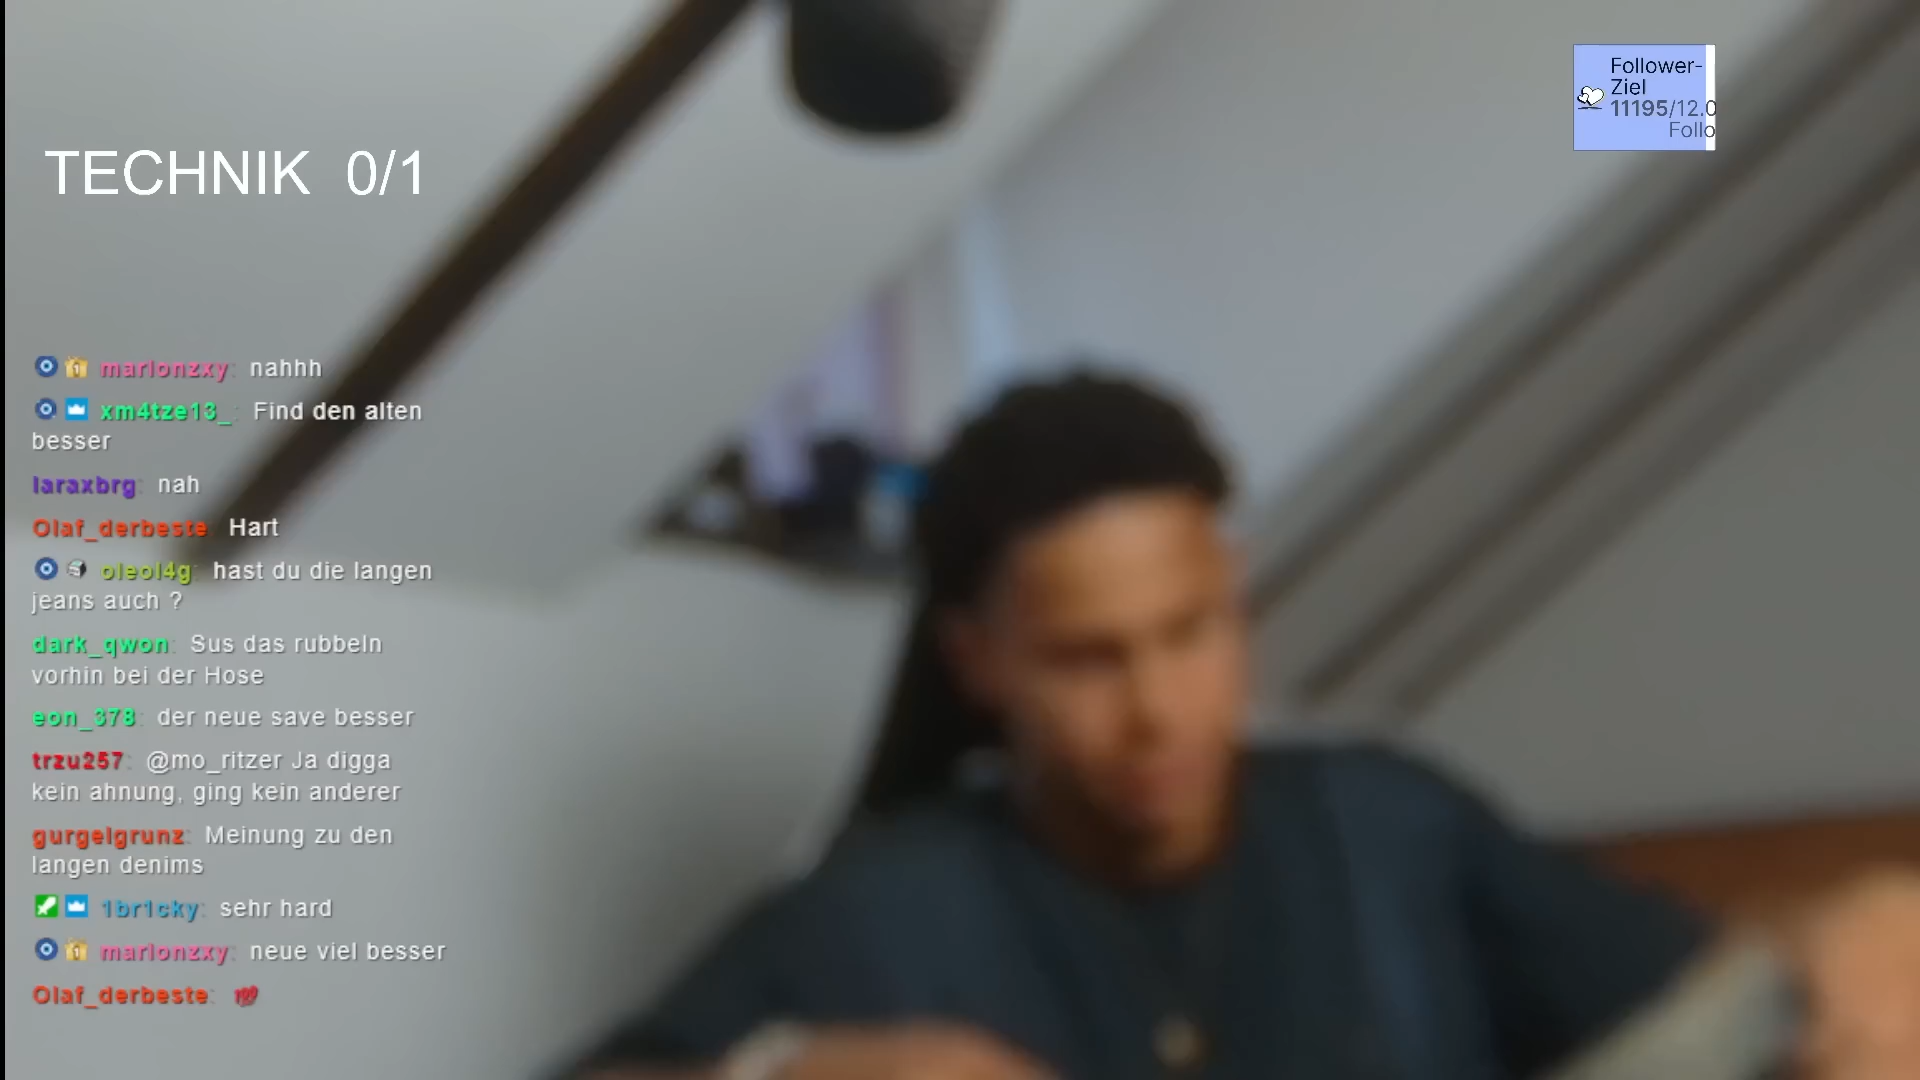 Follower-
Ziel
11195/12.0
Follo
TECHNIK 0/1
marlonzxy: nahhh
xm4tze13_: Find den alten
besser
laraxbrg: nah
Olaf_derbeste: Hart
oleol4g: hast du die langen
jeans auch ?
dark_qwon: Sus das rubbeln
vorhin bei der Hose
eon_378: der neue save besser
trzu257: @mo_ritzer Ja digga
kein ahnung, ging kein anderer
gurgelgrunz: Meinung zu den
langen denims
1br1cky: sehr hard
marlonzxy: neue viel besser
Olaf_derbeste: 💯